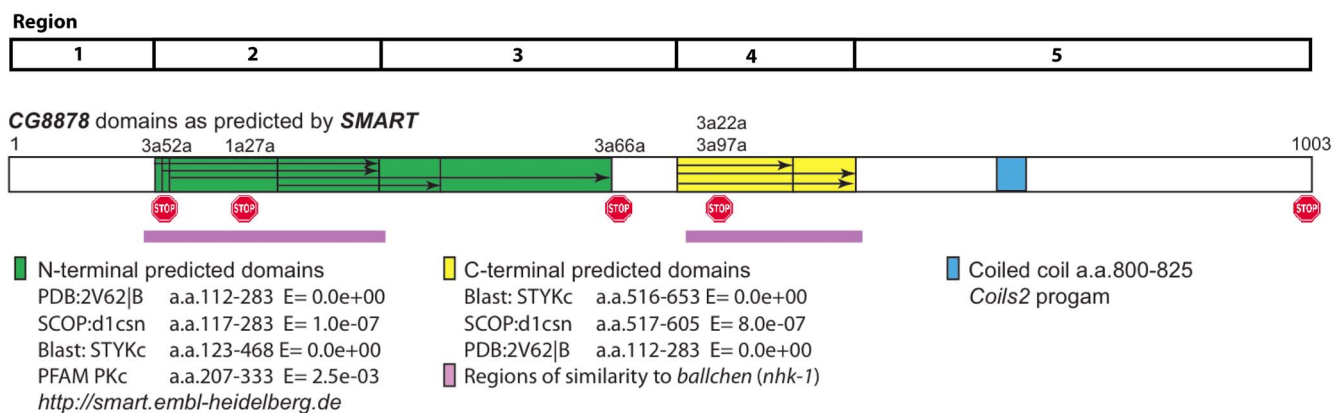 Region
1 2 3 4 5
CG8878 domains as predicted by SMART
3a22a
1 3a52a 1a27a 3a66a 3a97a 1003
STOP STOP STOP STOP STOP
N-terminal predicted domains
PDB:2V62|B a.a.112-283 E= 0.0e+00
SCOP:d1csn a.a.117-283 E= 1.0e-07
Blast: STYKc a.a.123-468 E= 0.0e+00
PFAM PKc a.a.207-333 E= 2.5e-03
http://smart.embl-heidelberg.de
C-terminal predicted domains
Blast: STYKc a.a.516-653 E= 0.0e+00
SCOP:d1csn a.a.517-605 E= 8.0e-07
PDB:2V62|B a.a.112-283 E= 0.0e+00
Regions of similarity to ballchen (nhk-1)
Coiled coil a.a.800-825
Coils2 progam